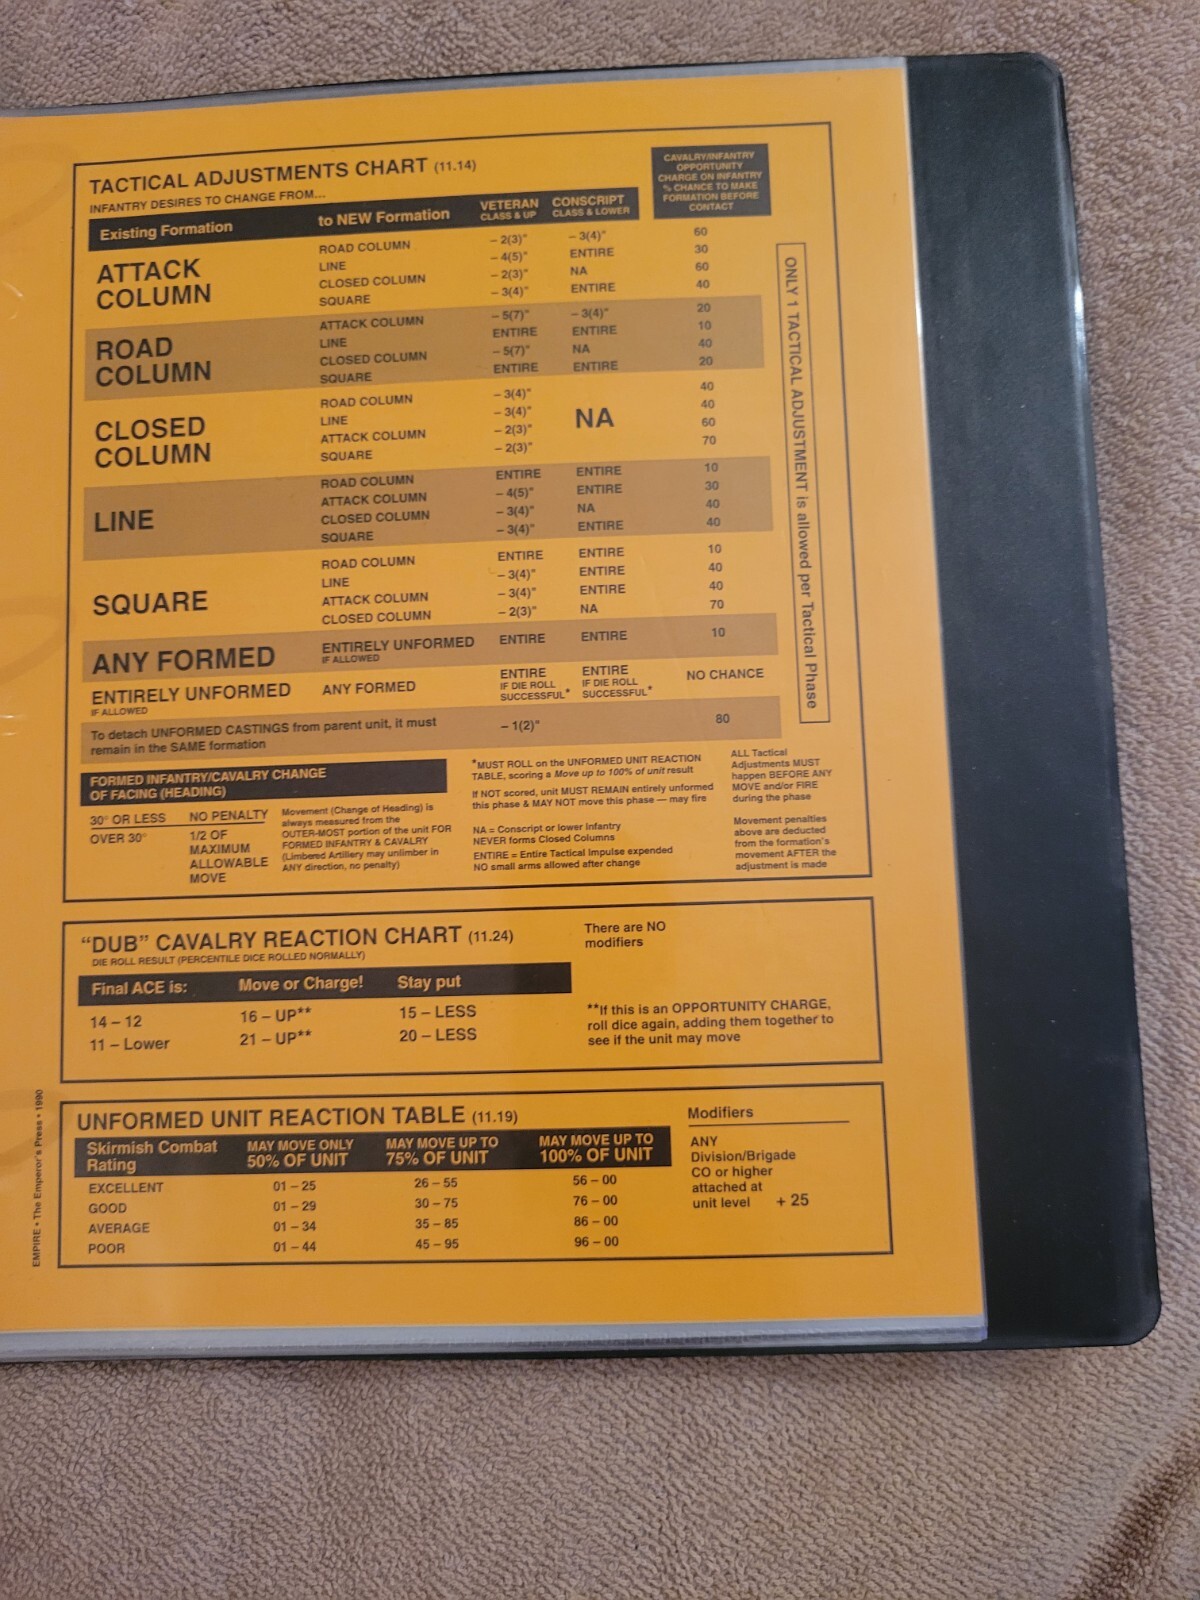 TACTICAL ADJUSTMENTS CHART (11.14)
INFANTRY DESIRES TO CHANGE FROM...
CAVALRY/INFANTRY
OPPORTUNITY
CHARGE ON INFANTRY
% CHANCE TO MAKE
FORMATION BEFORE
CONTACT
Existing Formation to NEW Formation VETERAN CLASS & UP CONSCRIPT CLASS & LOWER
ATTACK COLUMN
ROAD COLUMN – 2(3)" – 3(4)" 60
LINE – 4(5)" ENTIRE 30
CLOSED COLUMN – 2(3)" NA 60
SQUARE – 3(4)" ENTIRE 40
ROAD COLUMN
ATTACK COLUMN – 5(7)" – 3(4)" 20
LINE ENTIRE ENTIRE 10
CLOSED COLUMN – 5(7)" NA 40
SQUARE ENTIRE ENTIRE 20
CLOSED COLUMN
NA
ROAD COLUMN – 3(4)" 40
LINE – 3(4)" 40
ATTACK COLUMN – 2(3)" 60
SQUARE – 2(3)" 70
LINE
ROAD COLUMN ENTIRE ENTIRE 10
ATTACK COLUMN – 4(5)" ENTIRE 30
CLOSED COLUMN – 3(4)" NA 40
SQUARE – 3(4)" ENTIRE 40
SQUARE
ROAD COLUMN ENTIRE ENTIRE 10
LINE – 3(4)" ENTIRE 40
ATTACK COLUMN – 3(4)" ENTIRE 40
CLOSED COLUMN – 2(3)" NA 70
ANY FORMED ENTIRELY UNFORMED ENTIRE ENTIRE 10
IF ALLOWED
ENTIRELY UNFORMED ANY FORMED ENTIRE ENTIRE NO CHANCE
IF ALLOWED
IF DIE ROLL IF DIE ROLL
SUCCESSFUL* SUCCESSFUL*
To detach UNFORMED CASTINGS from parent unit, it must – 1(2)" 80
remain in the SAME formation
ONLY 1 TACTICAL ADJUSTMENT is allowed per Tactical Phase
FORMED INFANTRY/CAVALRY CHANGE
OF FACING (HEADING)
30° OR LESS NO PENALTY
OVER 30° 1/2 OF
MAXIMUM
ALLOWABLE
MOVE
Movement (Change of Heading) is
always measured from the
OUTER-MOST portion of the unit FOR
FORMED INFANTRY & CAVALRY
(Limbered Artillery may unlimber in
ANY direction, no penalty)
*MUST ROLL on the UNFORMED UNIT REACTION
TABLE, scoring a Move up to 100% of unit result
If NOT scored, unit MUST REMAIN entirely unformed
this phase & MAY NOT move this phase — may fire
NA = Conscript or lower Infantry
NEVER forms Closed Columns
ENTIRE = Entire Tactical Impulse expended
NO small arms allowed after change
ALL Tactical
Adjustments MUST
happen BEFORE ANY
MOVE and/or FIRE
during the phase
Movement penalties
above are deducted
from the formation's
movement AFTER the
adjustment is made
"DUB" CAVALRY REACTION CHART (11.24)
DIE ROLL RESULT (PERCENTILE DICE ROLLED NORMALLY)
There are NO
modifiers
Final ACE is: Move or Charge! Stay put
14 – 12 16 – UP** 15 – LESS
11 – Lower 21 – UP** 20 – LESS
**If this is an OPPORTUNITY CHARGE,
roll dice again, adding them together to
see if the unit may move
UNFORMED UNIT REACTION TABLE (11.19)
Skirmish Combat Rating MAY MOVE ONLY 50% OF UNIT MAY MOVE UP TO 75% OF UNIT MAY MOVE UP TO 100% OF UNIT
EXCELLENT 01 – 25 26 – 55 56 – 00
GOOD 01 – 29 30 – 75 76 – 00
AVERAGE 01 – 34 35 – 85 86 – 00
POOR 01 – 44 45 – 95 96 – 00
Modifiers
ANY
Division/Brigade
CO or higher
attached at
unit level + 25
EMPIRE • The Emperor's Press • 1990